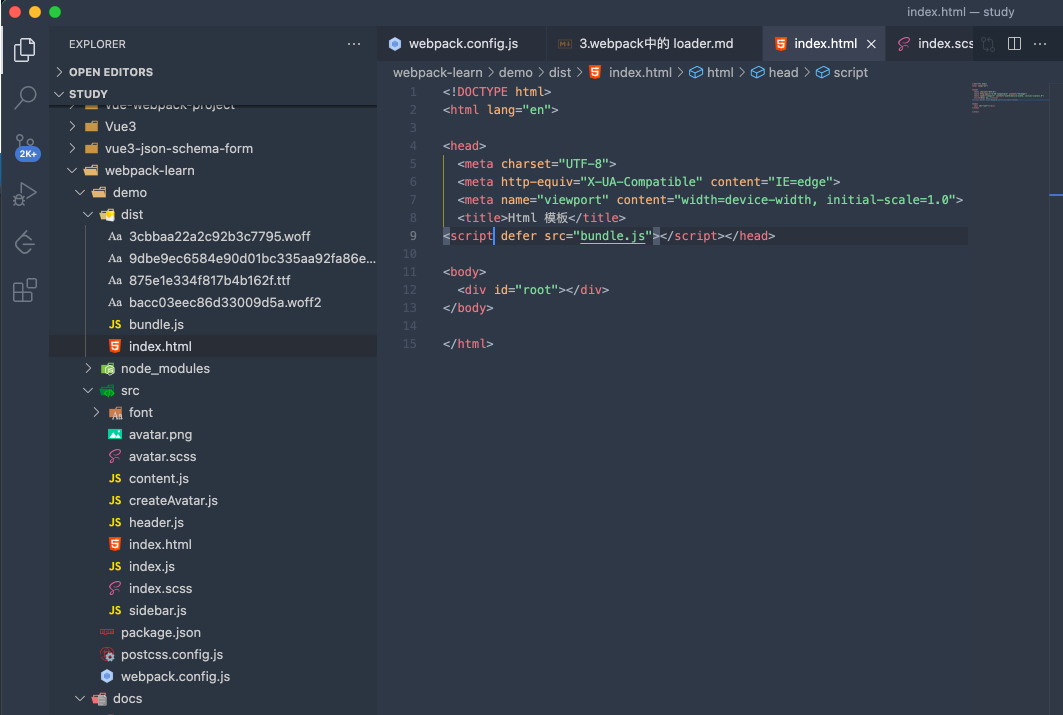 index.html — study
EXPLORER
webpack.config.js
3.webpack中的 loader.md
index.html
index.scs
OPEN EDITORS
STUDY
vue-webpack-project
Vue3
vue3-json-schema-form
webpack-learn
demo
dist
Aa 3cbbaa22a2c92b3c7795.woff
Aa 9dbe9ec6584e90d01bc335aa92fa86e...
Aa 875e1e334f817b4b162f.ttf
Aa bacc03eec86d33009d5a.woff2
JS bundle.js
index.html
node_modules
src
font
avatar.png
avatar.scss
JS content.js
JS createAvatar.js
JS header.js
index.html
JS index.js
index.scss
JS sidebar.js
package.json
postcss.config.js
webpack.config.js
docs
2K+
webpack-learn > demo > dist > index.html > html > head > script
1 <!DOCTYPE html>
2 <html lang="en">
3
4 <head>
5 <meta charset="UTF-8">
6 <meta http-equiv="X-UA-Compatible" content="IE=edge">
7 <meta name="viewport" content="width=device-width, initial-scale=1.0">
8 <title>Html 模板</title>
9 <script defer src="bundle.js"></script></head>
10
11 <body>
12 <div id="root"></div>
13 </body>
14
15 </html>